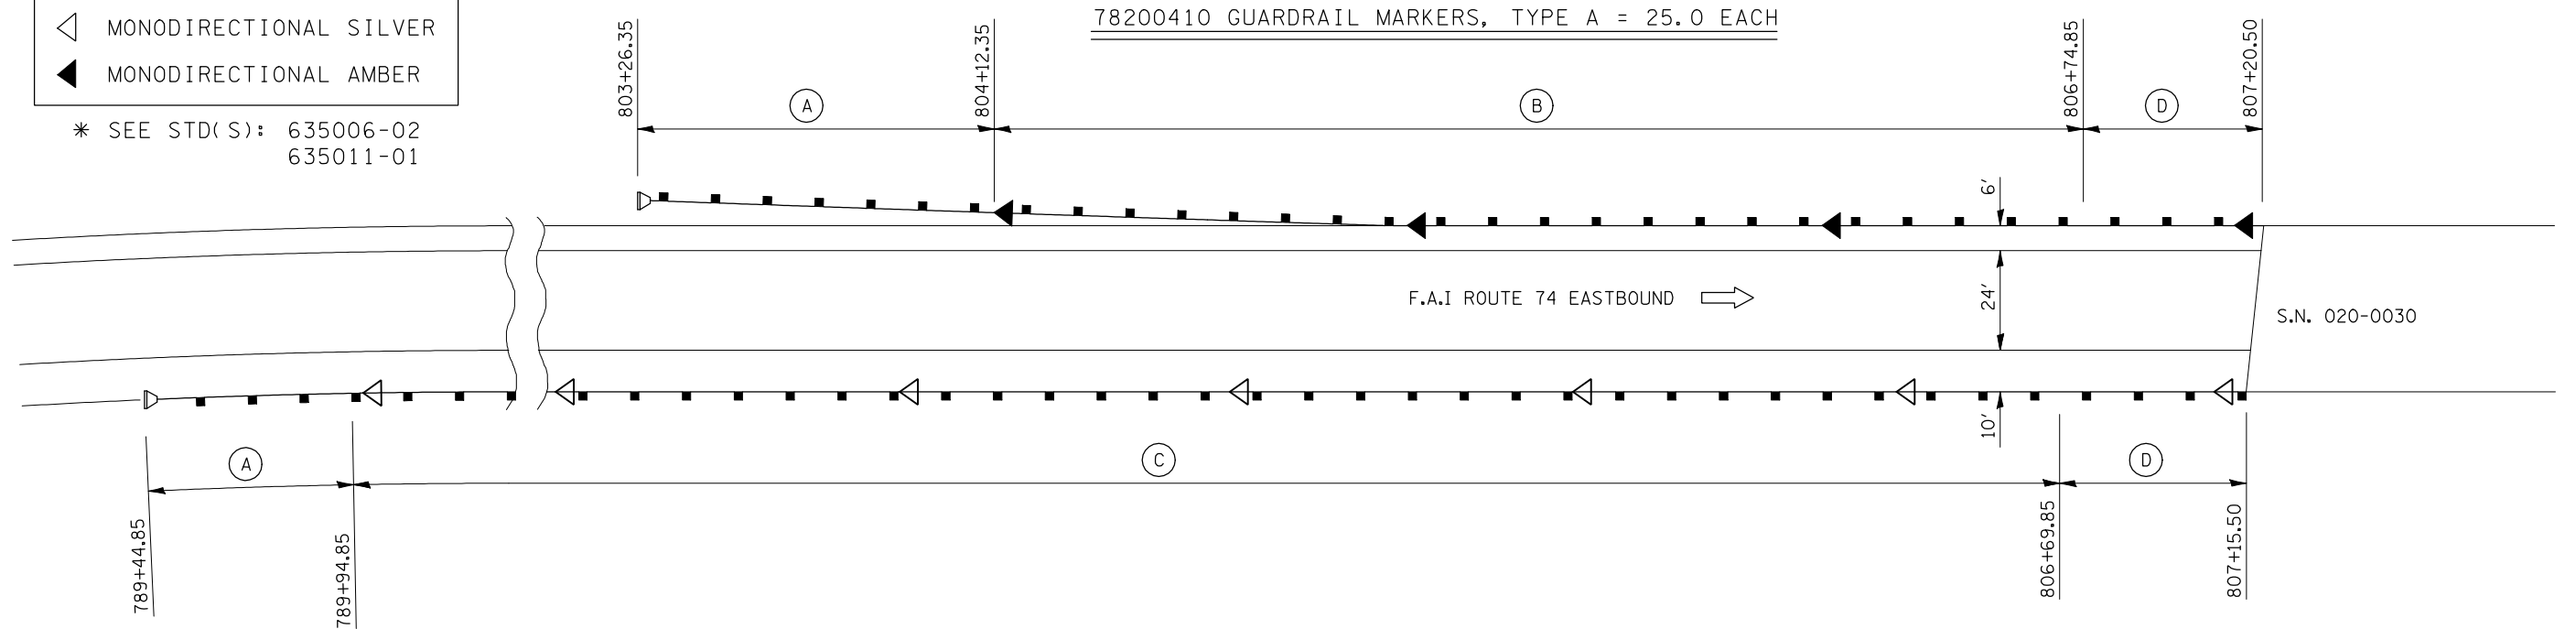 78200410 GUARDRAIL MARKERS, TYPE A = 25.0 EACH
MONODIRECTIONAL SILVER
MONODIRECTIONAL AMBER
* SEE STD(S): 635006-02
635011-01
803+26.35
804+12.35
806+74.85
807+20.50
A
B
D
6'
24'
10'
F.A.I ROUTE 74 EASTBOUND
S.N. 020-0030
A
C
D
789+44.85
789+94.85
806+69.85
807+15.50